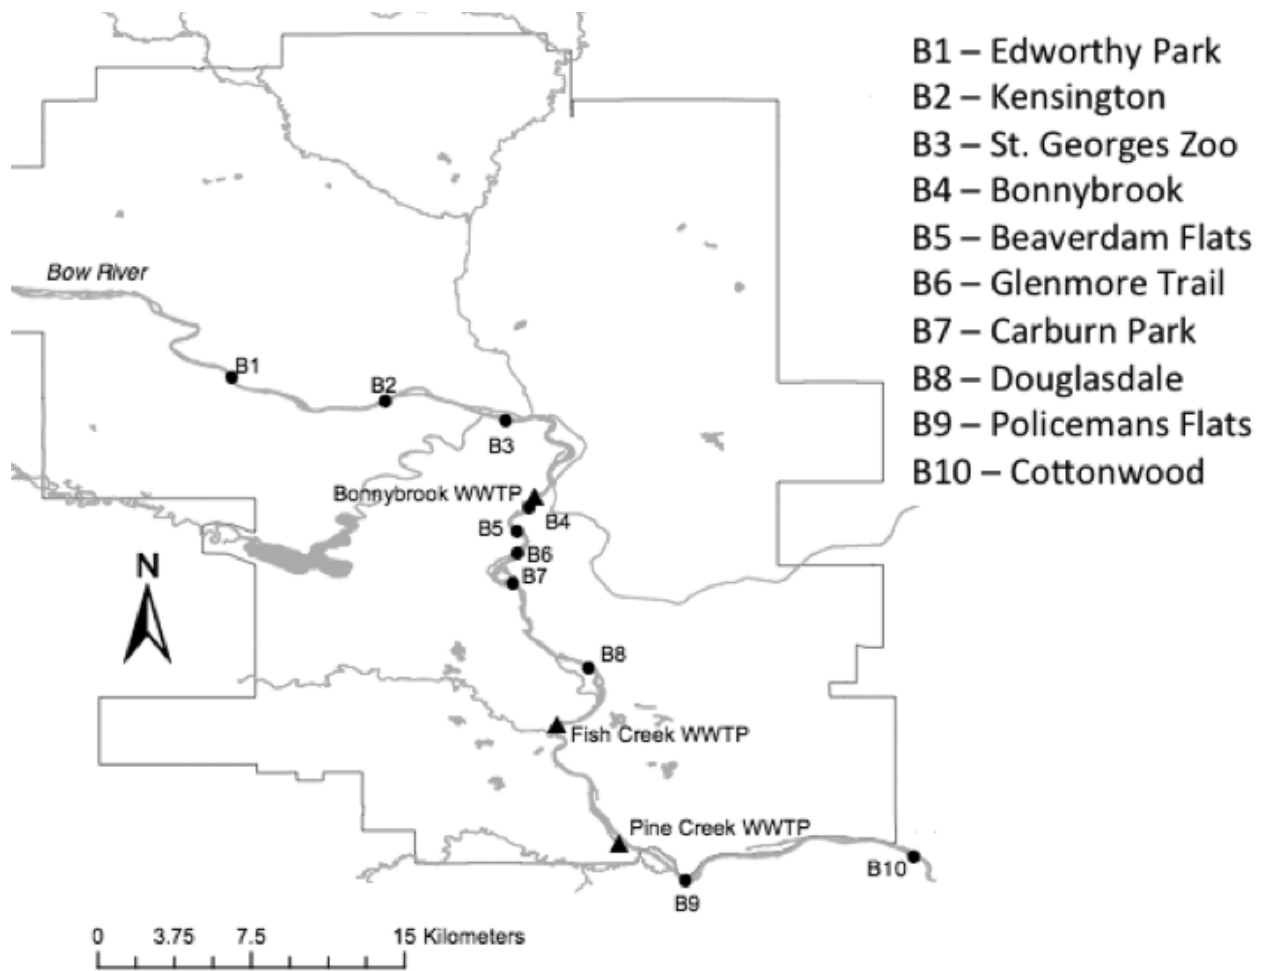 B1 – Edworthy Park
B2 – Kensington
B3 – St. Georges Zoo
B4 – Bonnybrook
B5 – Beaverdam Flats
B6 – Glenmore Trail
B7 – Carburn Park
B8 – Douglasdale
B9 – Policemans Flats
B10 – Cottonwood
Bow River
B1
B2
B3
Bonnybrook WWTP
B4
B5
B6
B7
N
B8
Fish Creek WWTP
Pine Creek WWTP
B10
B9
0 3.75 7.5 15 Kilometers